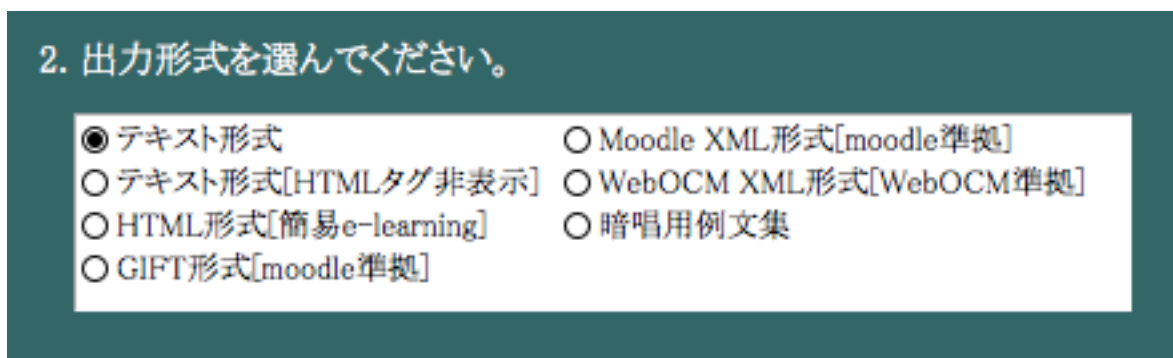 2. 出力形式を選んでください。
テキスト形式
テキスト形式[HTMLタグ非表示]
HTML形式[簡易e-learning]
GIFT形式[moodle準拠]
Moodle XML形式[moodle準拠]
WebOCM XML形式[WebOCM準拠]
暗唱用例文集